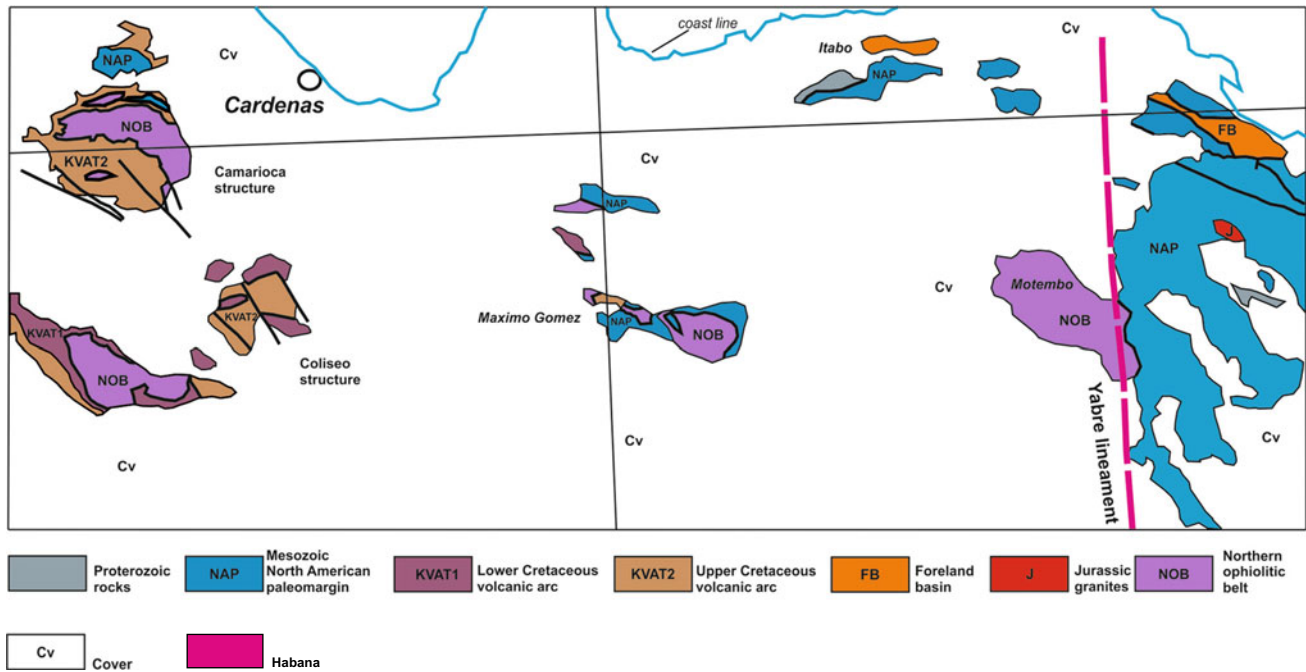 coast line
Cv
Itabo
Cv
NAP
Cardenas
NAP
NOB
FB
KVAT2
Cv
Camarioca
structure
NAP
J
NAP
Motembo
Cv
KVAT2
Maximo Gomez
NAP
NOB
NOB
KVAT1
NOB
Coliseo
structure
Yabre lineament
Cv
Cv
Cv
Proterozoic
rocks
NAP
Mesozoic
North American
paleomargin
KVAT1
Lower Cretaceous
volcanic arc
KVAT2
Upper Cretaceous
volcanic arc
FB
Foreland
basin
J
Jurassic
granites
NOB
Northern
ophiolitic
belt
Cv
Cover
Habana